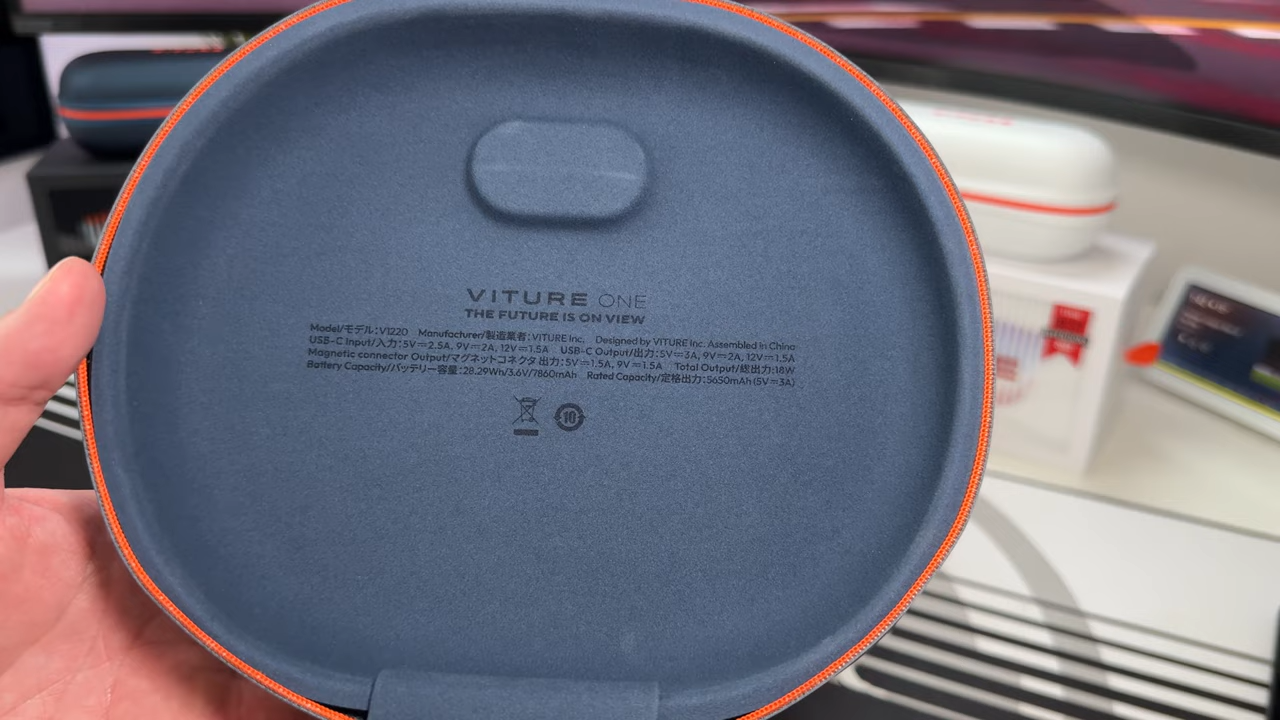 VITURE ONE
THE FUTURE IS ON VIEW
Model/モデル:V1220 Manufacturer/製造業者:VITURE Inc. Designed by VITURE Inc. Assembled in China
USB-C Input/入力:5V⎓2.5A, 9V⎓2A, 12V⎓1.5A USB-C Output/出力:5V⎓3A, 9V⎓2A, 12V⎓1.5A
Magnetic connector Output/マグネットコネクタ 出力:5V⎓1.5A, 9V⎓1.5A Total Output/総出力:18W
Battery Capacity//バッテリー容量:28.29Wh/3.6V/7860mAh Rated Capacity/定格出力:5650mAh (5V⎓3A)
10